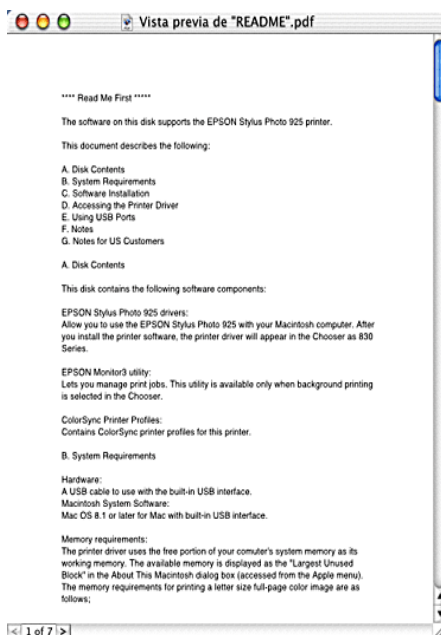 Vista previa de "README".pdf
**** Read Me First *****
The software on this disk supports the EPSON Stylus Photo 925 printer.
This document describes the following:
A. Disk Contents
B. System Requirements
C. Software Installation
D. Accessing the Printer Driver
E. Using USB Ports
F. Notes
G. Notes for US Customers
A. Disk Contents
This disk contains the following software components:
EPSON Stylus Photo 925 drivers:
Allow you to use the EPSON Stylus Photo 925 with your Macintosh computer. After
you install the printer software, the printer driver will appear in the Chooser as 830
Series.
EPSON Monitor3 utility:
Lets you manage print jobs. This utility is available only when background printing
is selected in the Chooser.
ColorSync Printer Profiles:
Contains ColorSync printer profiles for this printer.
B. System Requirements
Hardware:
A USB cable to use with the built-in USB interface.
Macintosh System Software:
Mac OS 8.1 or later for Mac with built-in USB interface.
Memory requirements:
The printer driver uses the free portion of your comuter's system memory as its
working memory. The available memory is displayed as the "Largest Unused
Block" in the About This Macintosh dialog box (accessed from the Apple menu).
The memory requirements for printing a letter size full-page color image are as
follows;
1 of 7